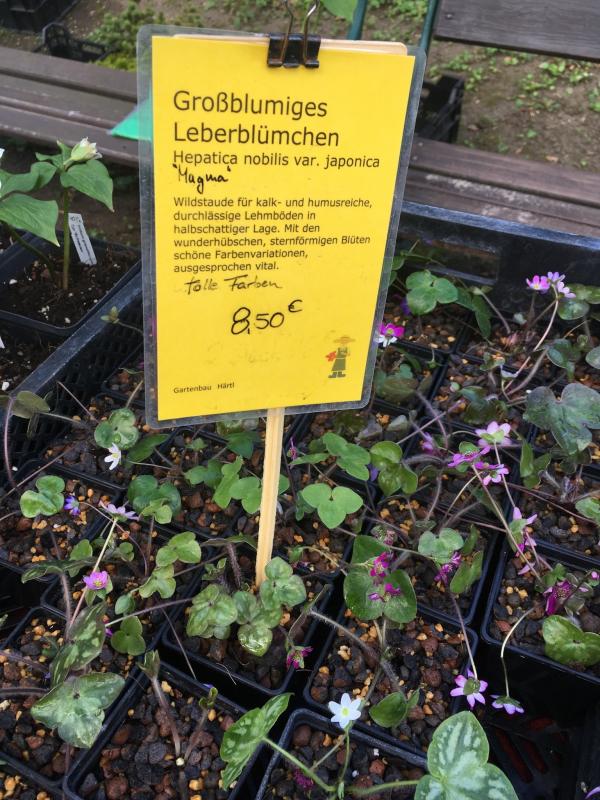 Großblumiges
Leberblümchen
Hepatica nobilis var. japonica
"Magma"
Wildstaude für kalk- und humusreiche,
durchlässige Lehmböden in
halbschattiger Lage. Mit den
wunderhübschen, sternförmigen Blüten
schöne Farbenvariationen,
ausgesprochen vital.
tolle Farben
8,50 €
Gartenbau Härtl